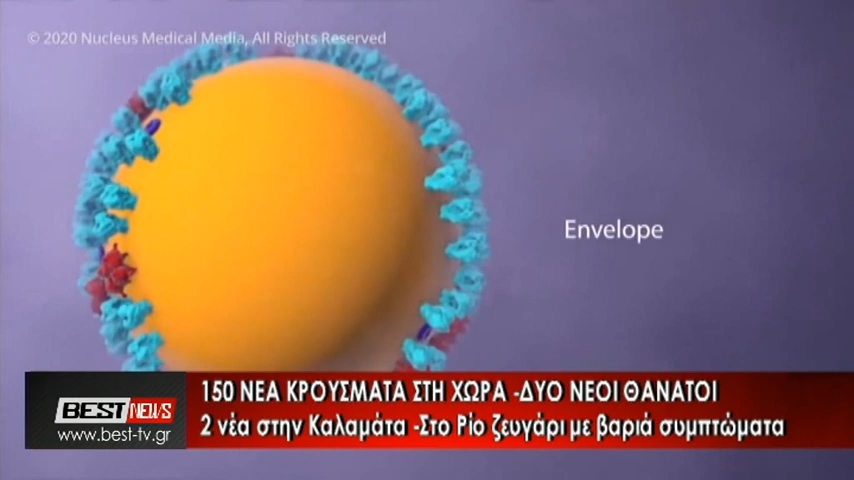 © 2020 Nucleus Medical Media, All Rights Reserved
Envelope
150 ΝΕΑ ΚΡΟΥΣΜΑΤΑ ΣΤΗ ΧΩΡΑ -ΔΥΟ ΝΕΟΙ ΘΑΝΑΤΟΙ
2 νέα στην Καλαμάτα -Στο Ρίο ζευγάρι με βαριά συμπτώματα
BEST NEWS
www.best-tv.gr